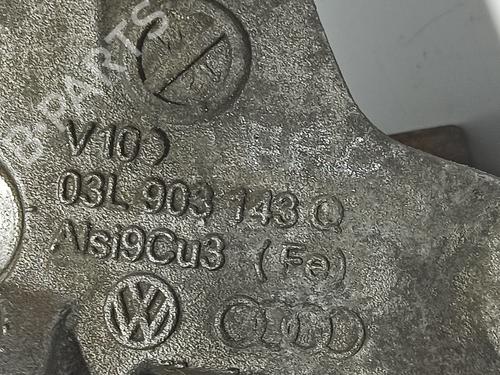 B-PARTS
V10
03L 903 143 Q
Alsi9Cu3 (Fe)